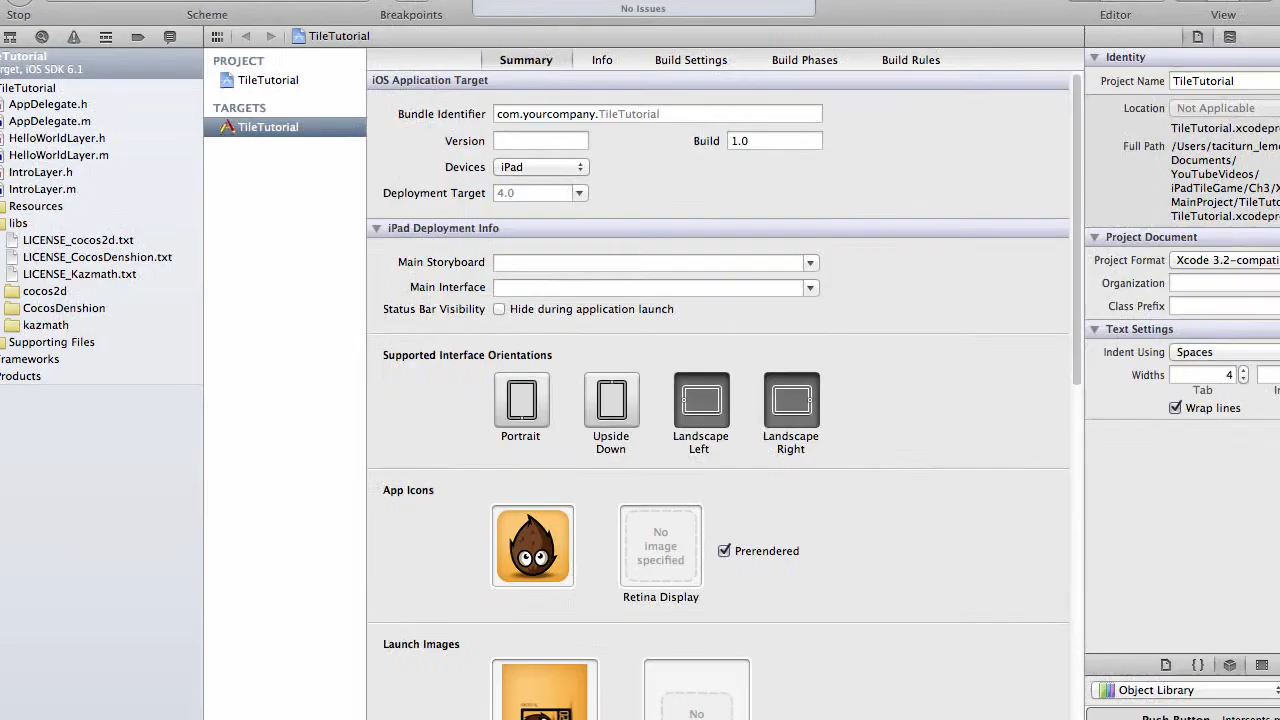 No Issues
Stop
Scheme
Breakpoints
Editor
View
TileTutorial
Tutorial
iOS SDK 6.1
TileTutorial
AppDelegate.h
AppDelegate.m
HelloWorldLayer.h
HelloWorldLayer.m
IntroLayer.h
IntroLayer.m
Resources
libs
LICENSE_cocos2d.txt
LICENSE_CocosDenshion.txt
LICENSE_Kazmath.txt
cocos2d
CocosDenshion
kazmath
Supporting Files
rameworks
roducts
PROJECT
TileTutorial
TARGETS
TileTutorial
Summary
Info
Build Settings
Build Phases
Build Rules
iOS Application Target
Bundle Identifier com.yourcompany.TileTutorial
Version
Build 1.0
Devices iPad
Deployment Target 4.0
iPad Deployment Info
Main Storyboard
Main Interface
Status Bar Visibility Hide during application launch
Supported Interface Orientations
Portrait
Upside
Down
Landscape
Left
Landscape
Right
App Icons
No
image
specified
Prerendered
Retina Display
Launch Images
No
Identity
Project Name TileTutorial
Location Not Applicable
TileTutorial.xcodeproj
Full Path /Users/taciturn_lem
Documents/
YouTubeVideos/
iPadTileGame/Ch3/X
MainProject/TileTuto
TileTutorial.xcodepr
Project Document
Project Format Xcode 3.2-compati
Organization
Class Prefix
Text Settings
Indent Using Spaces
Widths 4
Tab
In
Wrap lines
{ }
Object Library